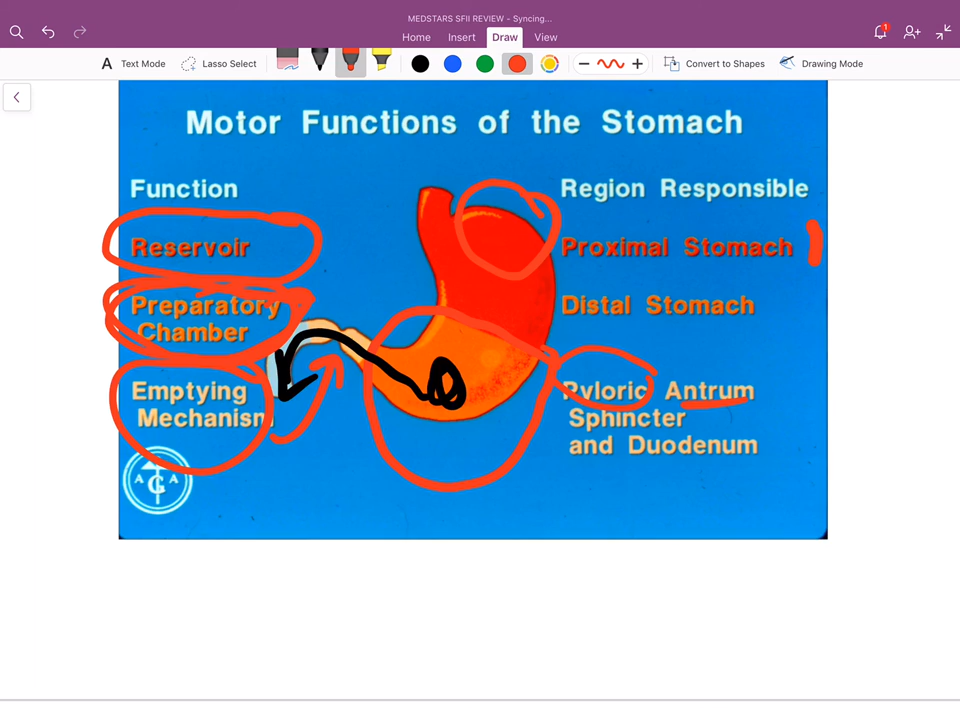 MEDSTARS SFII REVIEW - Syncing...
Home Insert Draw View
1
A Text Mode Lasso Select Convert to Shapes Drawing Mode
Motor Functions of the Stomach
Function Region Responsible
Reservoir Proximal Stomach
Preparatory Chamber Distal Stomach
Emptying Mechanism Pyloric Antrum
Sphincter
and Duodenum
AGA